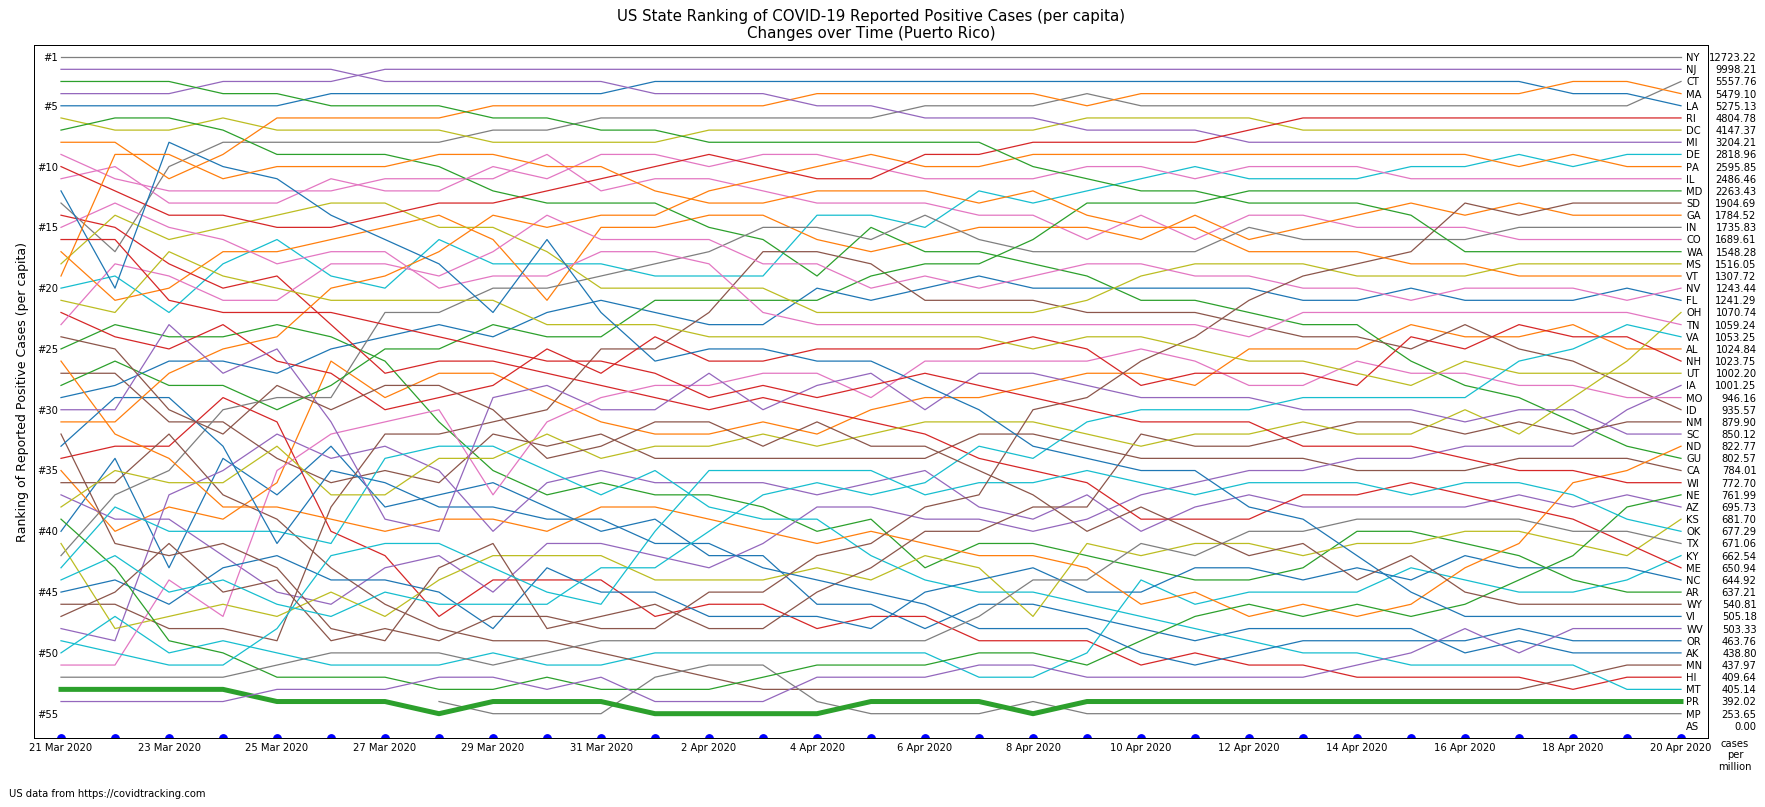 US State Ranking of COVID-19 Reported Positive Cases (per capita)
Changes over Time (Puerto Rico)
Ranking of Reported Positive Cases (per capita)
#1
#5
#10
#15
#20
#25
#30
#35
#40
#45
#50
#55
NY 12723.22
NJ 9998.21
CT 5557.76
MA 5479.10
LA 5275.13
RI 4804.78
DC 4147.37
MI 3204.21
DE 2818.96
PA 2595.85
IL 2486.46
MD 2263.43
SD 1904.69
GA 1784.52
IN 1735.83
CO 1689.61
WA 1548.28
MS 1516.05
VT 1307.72
NV 1243.44
FL 1241.29
OH 1070.74
TN 1059.24
VA 1053.25
AL 1024.84
NH 1023.75
UT 1002.20
IA 1001.25
MO 946.16
ID 935.57
NM 879.90
SC 850.12
ND 822.77
GU 802.57
CA 784.01
WI 772.70
NE 761.99
AZ 695.73
KS 681.70
OK 677.29
TX 671.06
KY 662.54
ME 650.94
NC 644.92
AR 637.21
WY 540.81
VI 505.18
WV 503.33
OR 463.76
AK 438.80
MN 437.97
HI 409.64
MT 405.14
PR 392.02
MP 253.65
AS 0.00
21 Mar 2020 23 Mar 2020 25 Mar 2020 27 Mar 2020 29 Mar 2020 31 Mar 2020 2 Apr 2020 4 Apr 2020 6 Apr 2020 8 Apr 2020 10 Apr 2020 12 Apr 2020 14 Apr 2020 16 Apr 2020 18 Apr 2020 20 Apr 2020
cases
per
million
US data from https://covidtracking.com